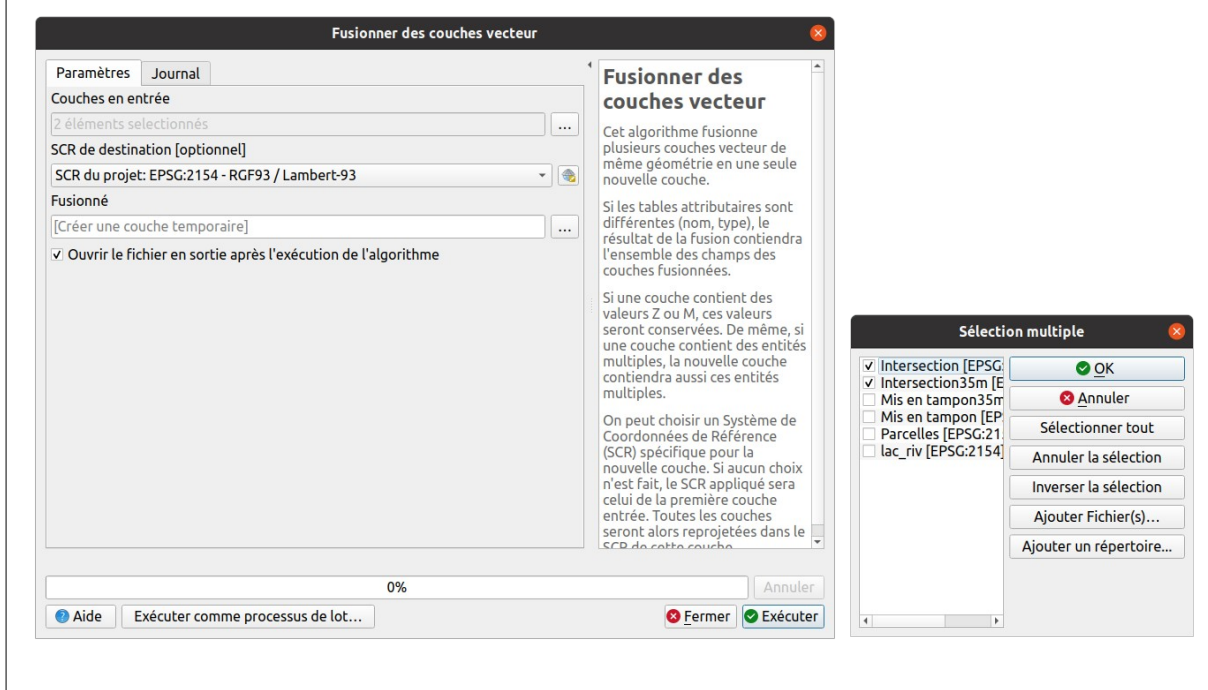 Fusionner des couches vecteur
Paramètres Journal
Couches en entrée
2 éléments selectionnés ...
SCR de destination [optionnel]
SCR du projet: EPSG:2154 - RGF93 / Lambert-93
Fusionné
[Créer une couche temporaire] ...
Ouvrir le fichier en sortie après l'exécution de l'algorithme
Fusionner des
couches vecteur
Cet algorithme fusionne
plusieurs couches vecteur de
même géométrie en une seule
nouvelle couche.
Si les tables attributaires sont
différentes (nom, type), le
résultat de la fusion contiendra
l'ensemble des champs des
couches fusionnées.
Si une couche contient des
valeurs Z ou M, ces valeurs
seront conservées. De même, si
une couche contient des entités
multiples, la nouvelle couche
contiendra aussi ces entités
multiples.
On peut choisir un Système de
Coordonnées de Référence
(SCR) spécifique pour la
nouvelle couche. Si aucun choix
n'est fait, le SCR appliqué sera
celui de la première couche
entrée. Toutes les couches
seront alors reprojetées dans le
SCR de cette couche
0% Annuler
Aide Exécuter comme processus de lot... Fermer Exécuter
Sélection multiple
Intersection [EPSG:
Intersection35m [E
Mis en tampon35m
Mis en tampon [EP
Parcelles [EPSG:21
lac_riv [EPSG:2154]
OK
Annuler
Sélectionner tout
Annuler la sélection
Inverser la sélection
Ajouter Fichier(s)...
Ajouter un répertoire...